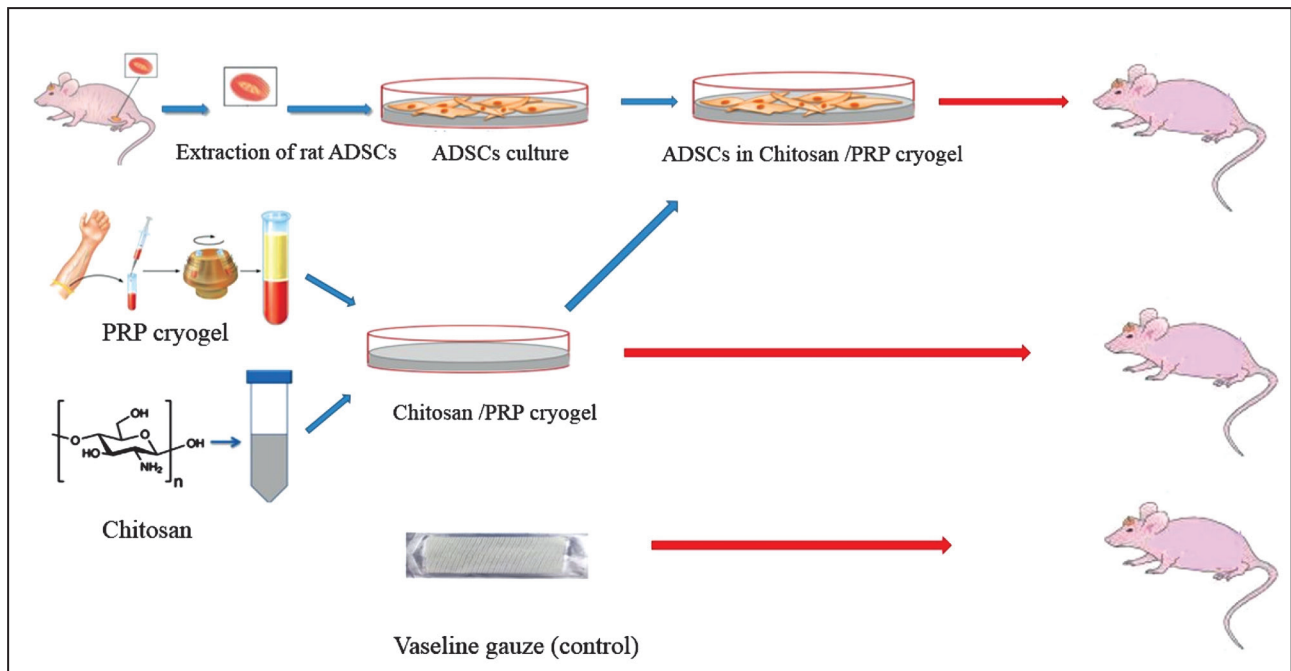 Extraction of rat ADSCs
ADSCs culture
ADSCs in Chitosan /PRP cryogel
PRP cryogel
Chitosan /PRP cryogel
OH
O
O
OH
HO
NH2
n
Chitosan
Vaseline gauze (control)